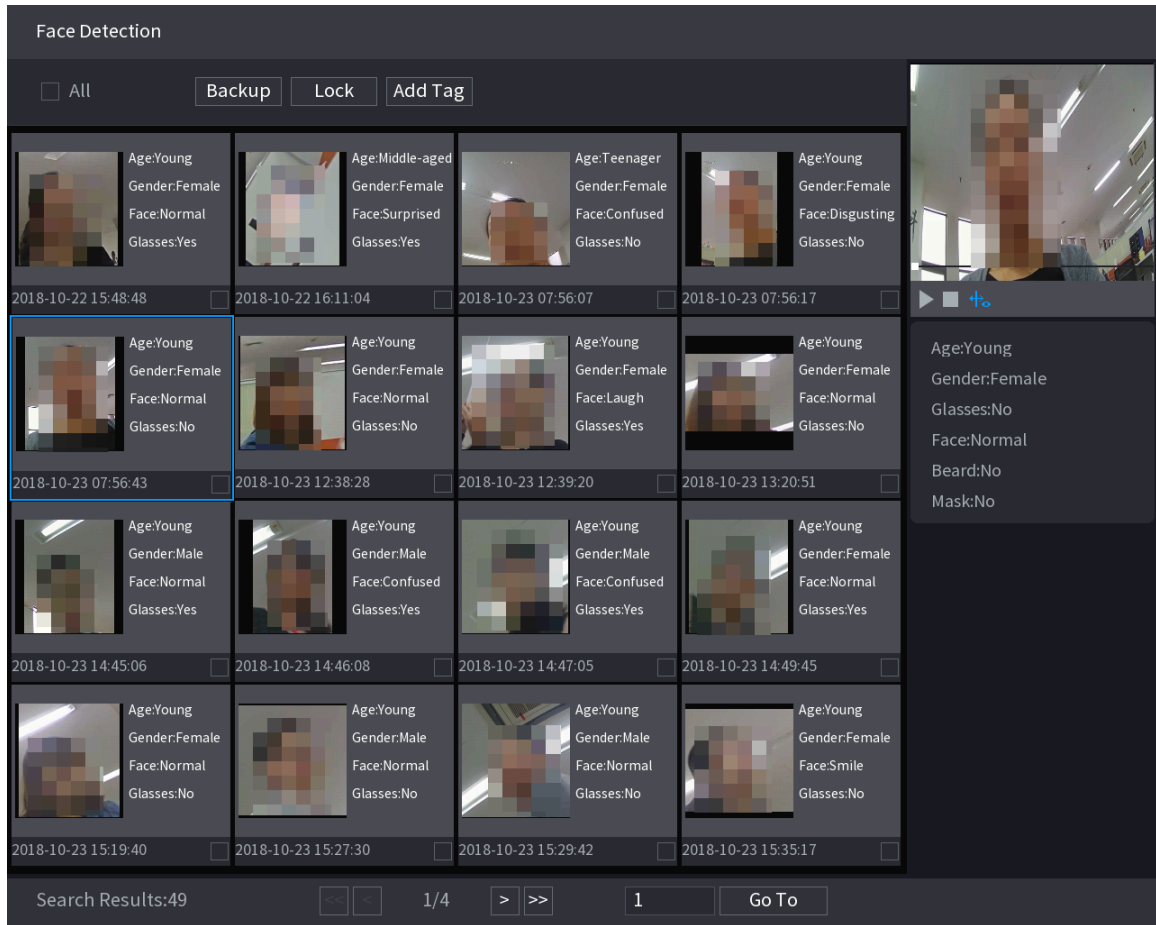 Face Detection
All
Backup
Lock
Add Tag
Age:Young
Gender:Female
Face:Normal
Glasses:Yes
2018-10-22 15:48:48
Age:Middle-aged
Gender:Female
Face:Surprised
Glasses:Yes
2018-10-22 16:11:04
Age:Teenager
Gender:Female
Face:Confused
Glasses:No
2018-10-23 07:56:07
Age:Young
Gender:Female
Face:Disgusting
Glasses:No
2018-10-23 07:56:17
Age:Young
Gender:Female
Face:Normal
Glasses:No
2018-10-23 07:56:43
Age:Young
Gender:Female
Face:Normal
Glasses:No
2018-10-23 12:38:28
Age:Young
Gender:Female
Face:Laugh
Glasses:Yes
2018-10-23 12:39:20
Age:Young
Gender:Female
Face:Normal
Glasses:No
2018-10-23 13:20:51
Age:Young
Gender:Male
Face:Normal
Glasses:Yes
2018-10-23 14:45:06
Age:Young
Gender:Male
Face:Confused
Glasses:Yes
2018-10-23 14:46:08
Age:Young
Gender:Male
Face:Confused
Glasses:Yes
2018-10-23 14:47:05
Age:Young
Gender:Female
Face:Normal
Glasses:Yes
2018-10-23 14:49:45
Age:Young
Gender:Female
Face:Normal
Glasses:No
2018-10-23 15:19:40
Age:Young
Gender:Male
Face:Normal
Glasses:No
2018-10-23 15:27:30
Age:Young
Gender:Male
Face:Normal
Glasses:No
2018-10-23 15:29:42
Age:Young
Gender:Female
Face:Smile
Glasses:No
2018-10-23 15:35:17
Age:Young
Gender:Female
Glasses:No
Face:Normal
Beard:No
Mask:No
Search Results:49
<<
<
1/4
>
>>
1
Go To